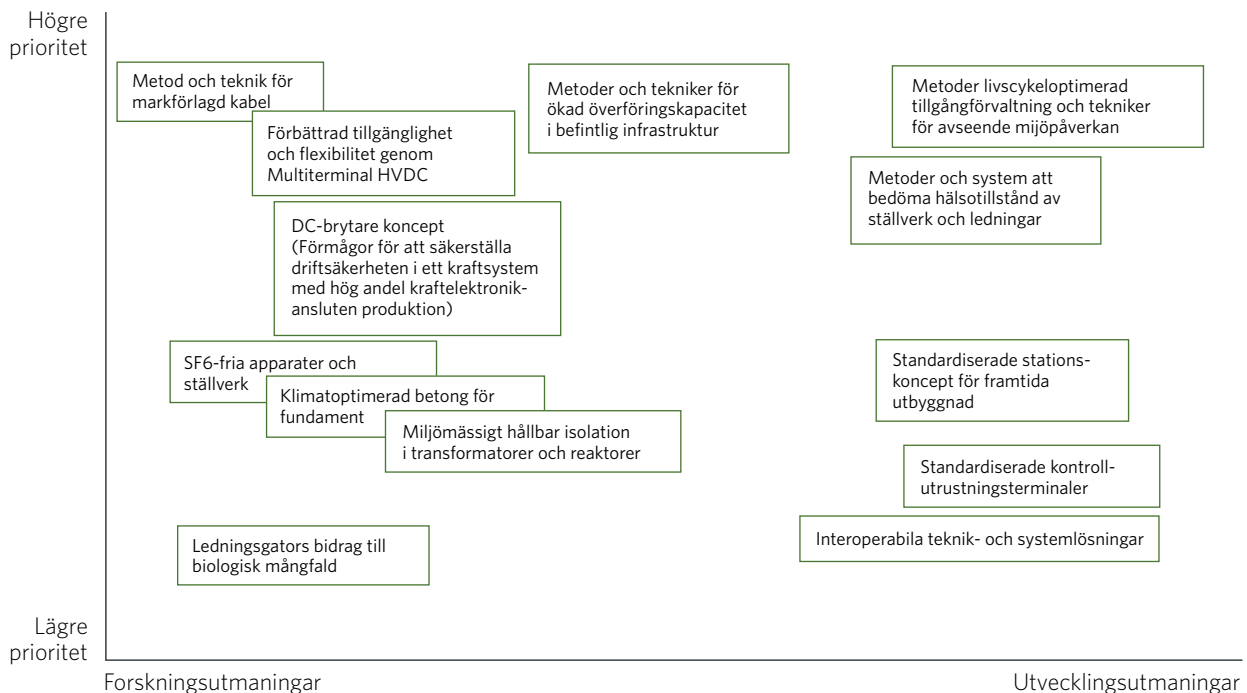 Högre
prioritet
Metod och teknik för
markförlagd kabel
Förbättrad tillgänglighet
och flexibilitet genom
Multiterminal HVDC
Metoder och tekniker för
ökad överföringskapacitet
i befintlig infrastruktur
Metoder livscykeloptimerad
tillgångförvaltning och tekniker
för avseende mijöpåverkan
Metoder och system att
bedöma hälsotillstånd av
ställverk och ledningar
DC-brytare koncept
(Förmågor för att säkerställa
driftsäkerheten i ett kraftsystem
med hög andel kraftelektronik-
ansluten produktion)
SF6-fria apparater och
ställverk
Klimatoptimerad betong för
fundament
Miljömässigt hållbar isolation
i transformatorer och reaktorer
Standardiserade stations-
koncept för framtida
utbyggnad
Standardiserade kontroll-
utrustningsterminaler
Interoperabila teknik- och systemlösningar
Ledningsgators bidrag till
biologisk mångfald
Lägre
prioritet
Forskningsutmaningar
Utvecklingsutmaningar